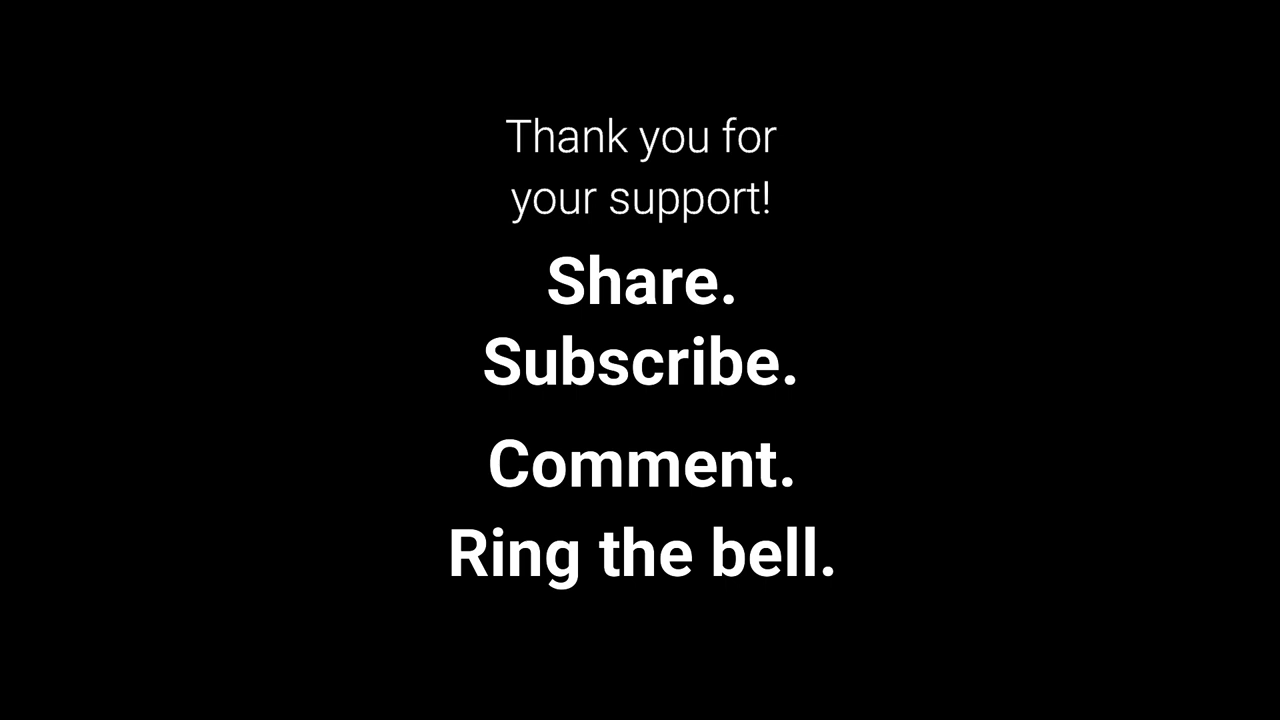 Thank you for
your support!
Share.
Subscribe.
Comment.
Ring the bell.